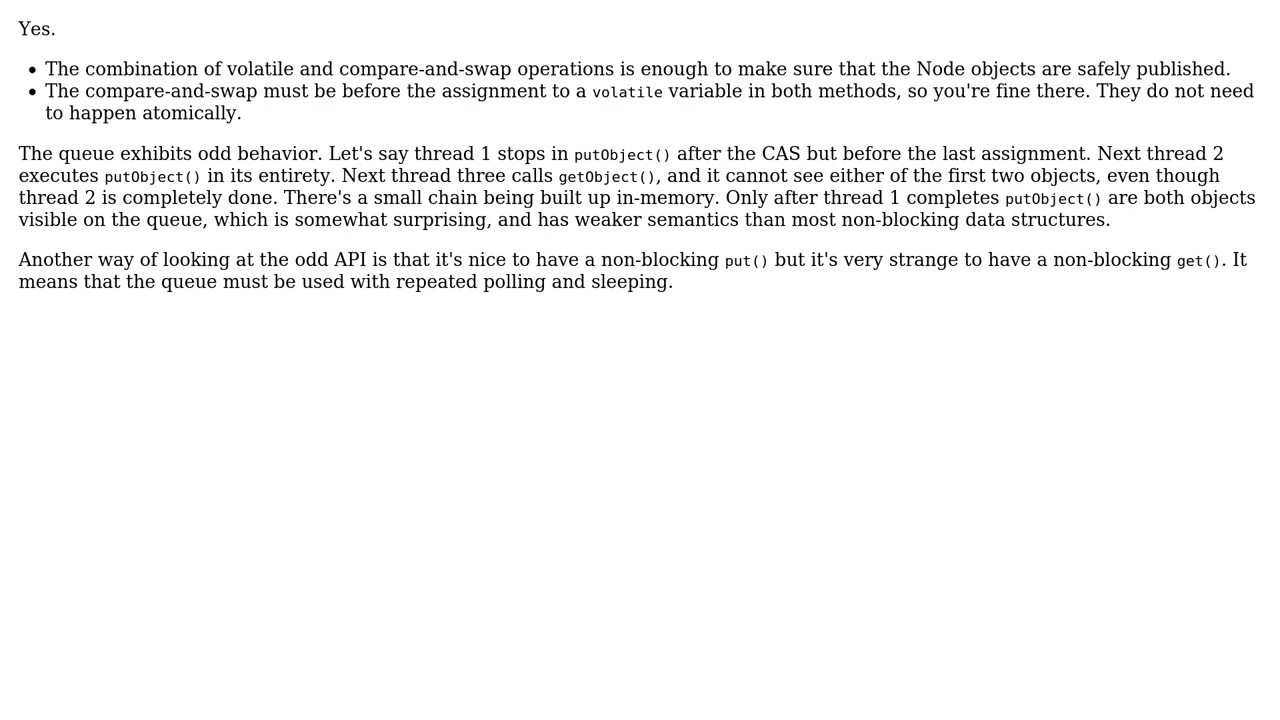 Yes.
• The combination of volatile and compare-and-swap operations is enough to make sure that the Node objects are safely published.
• The compare-and-swap must be before the assignment to a volatile variable in both methods, so you're fine there. They do not need
to happen atomically.
The queue exhibits odd behavior. Let's say thread 1 stops in putObject() after the CAS but before the last assignment. Next thread 2
executes putObject() in its entirety. Next thread three calls getObject(), and it cannot see either of the first two objects, even though
thread 2 is completely done. There's a small chain being built up in-memory. Only after thread 1 completes putObject() are both objects
visible on the queue, which is somewhat surprising, and has weaker semantics than most non-blocking data structures.
Another way of looking at the odd API is that it's nice to have a non-blocking put() but it's very strange to have a non-blocking get(). It
means that the queue must be used with repeated polling and sleeping.